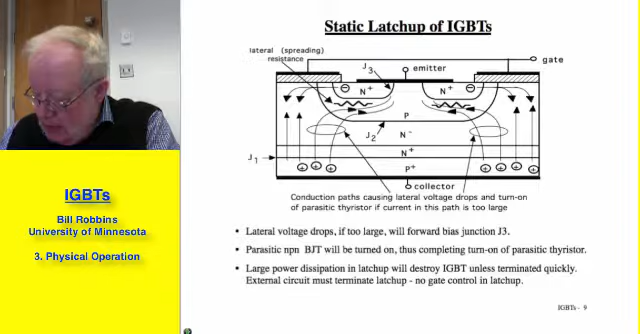 Static Latchup of IGBTs
lateral (spreading)
resistance
J3
emitter
gate
N+
N+
P
J2
N-
J1
N+
P+
collector
Conduction paths causing lateral voltage drops and turn-on
of parasitic thyristor if current in this path is too large
• Lateral voltage drops, if too large, will forward bias junction J3.
• Parasitic npn BJT will be turned on, thus completing turn-on of parasitic thyristor.
• Large power dissipation in latchup will destroy IGBT unless terminated quickly.
External circuit must terminate latchup - no gate control in latchup.
IGBTs - 9
IGBTs
Bill Robbins
University of Minnesota
3. Physical Operation